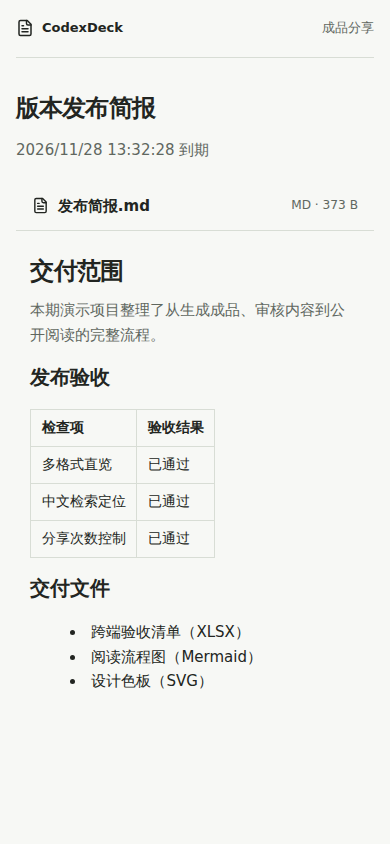 CodexDeck
成品分享
版本发布简报
2026/11/28 13:32:28 到期
发布简报.md
MD · 373 B
交付范围
本期演示项目整理了从生成成品、审核内容到公
开阅读的完整流程。
发布验收
检查项 验收结果
多格式直览 已通过
中文检索定位 已通过
分享次数控制 已通过
交付文件
• 跨端验收清单（XLSX）
• 阅读流程图（Mermaid）
• 设计色板（SVG）